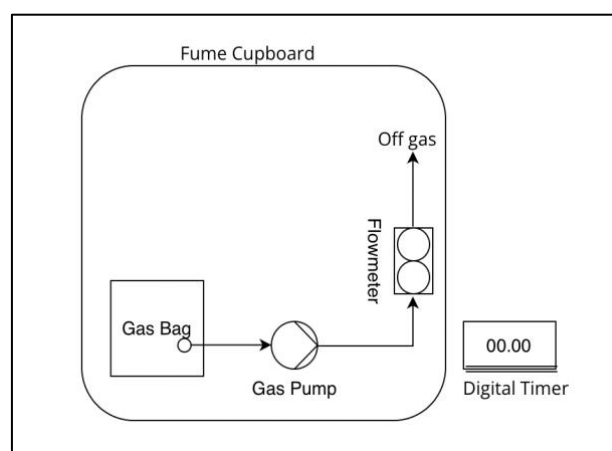 Fume Cupboard
Off gas
Flowmeter
Gas Bag
Gas Pump
00.00
Digital Timer